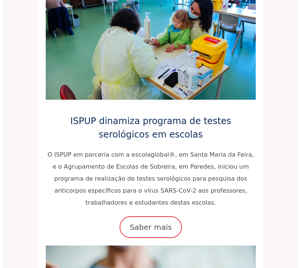 ISPUP dinamiza programa de testes
serológicos em escolas
O ISPUP em parceria com a escolaglobal®, em Santa Maria da Feira,
e o Agrupamento de Escolas de Sobreira, em Paredes, iniciou um
programa de realização de testes serológicos para pesquisa dos
anticorpos específicos para o vírus SARS-CoV-2 aos professores,
trabalhadores e estudantes destas escolas.
Saber mais